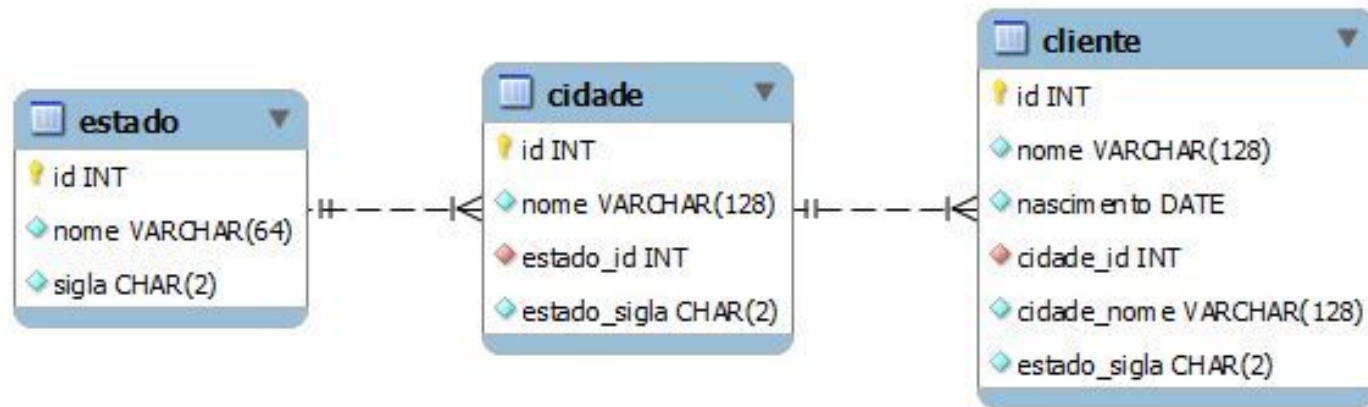 estado
id INT
nome VARCHAR(64)
sigla CHAR(2)
cidade
id INT
nome VARCHAR(128)
estado_id INT
estado_sigla CHAR(2)
cliente
id INT
nome VARCHAR(128)
nascimento DATE
cidade_id INT
cidade_nome VARCHAR(128)
estado_sigla CHAR(2)